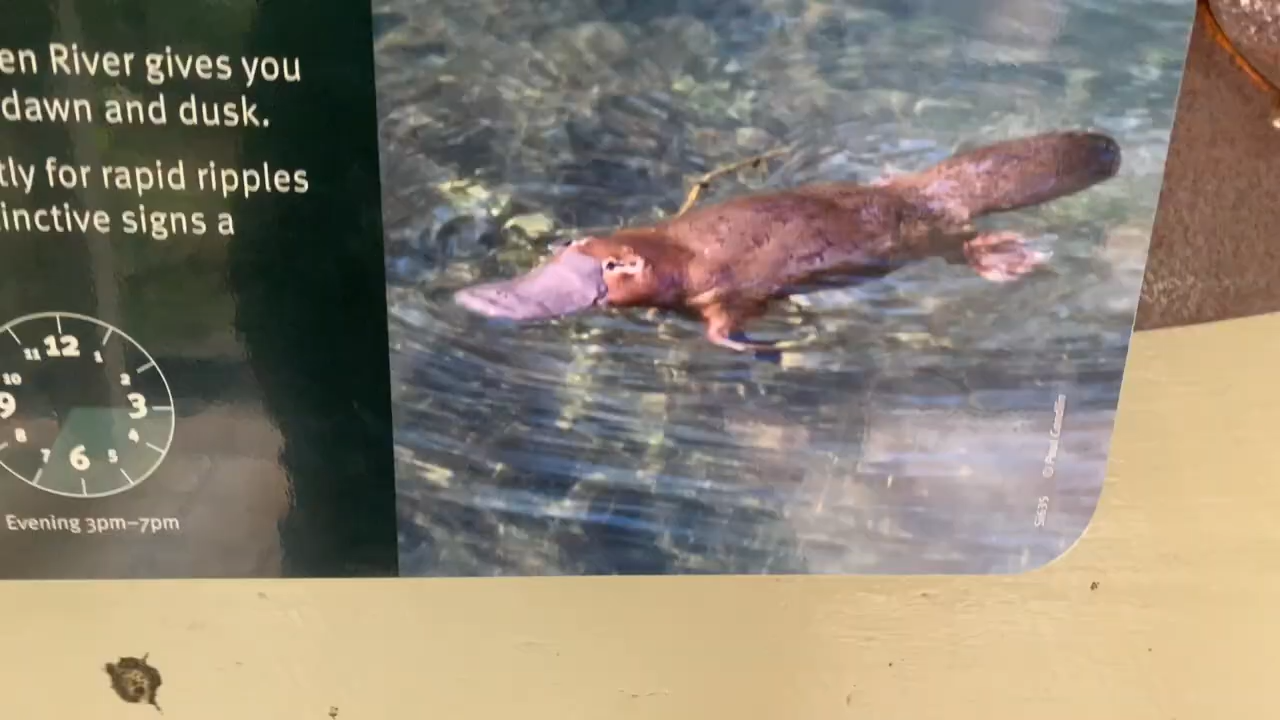 en River gives you
dawn and dusk.
tly for rapid ripples
inctive signs a
12
11 1
10 2
9 3
8 4
7 5
6
Evening 3pm–7pm
SI635